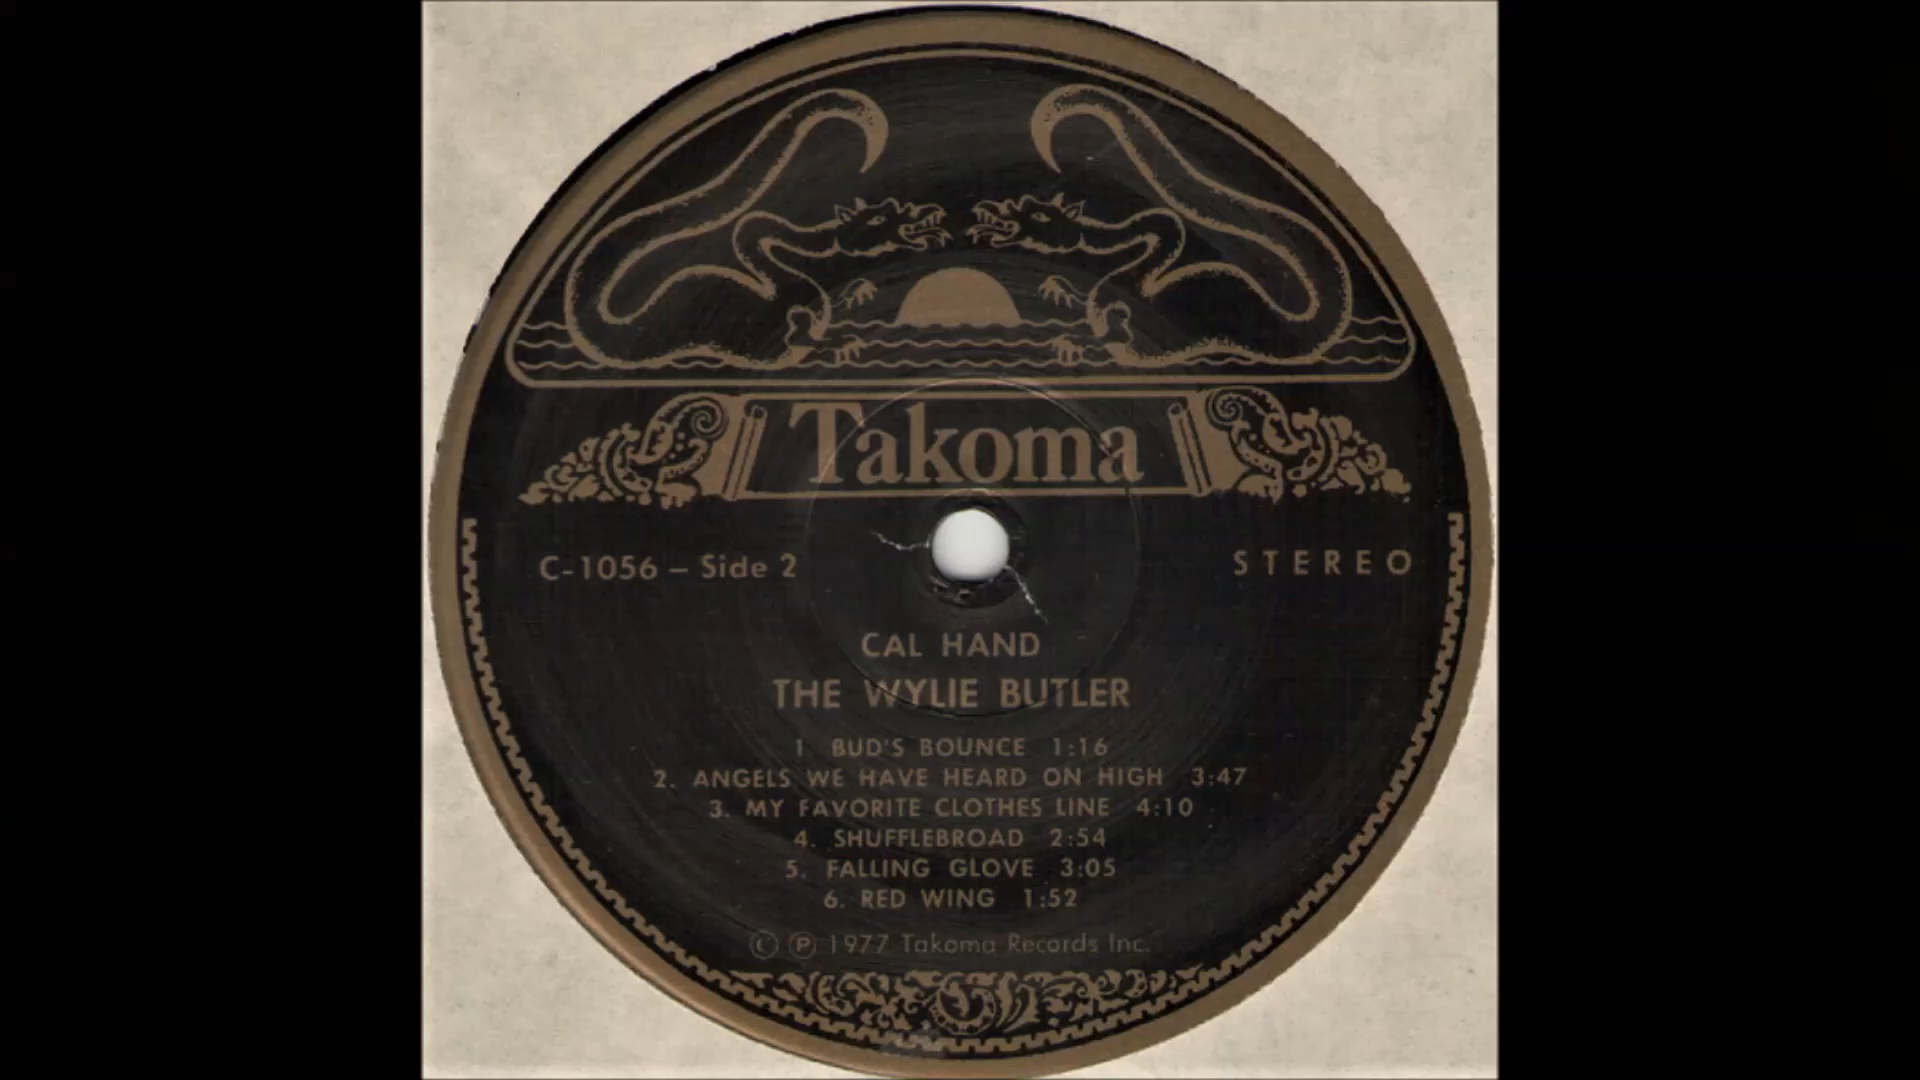 Takoma
C-1056 – Side 2
STEREO
CAL HAND
THE WYLIE BUTLER
1. BUD'S BOUNCE 1:16
2. ANGELS WE HAVE HEARD ON HIGH 3:47
3. MY FAVORITE CLOTHES LINE 4:10
4. SHUFFLEBROAD 2:54
5. FALLING GLOVE 3:05
6. RED WING 1:52
© ℗ 1977 Takoma Records Inc.